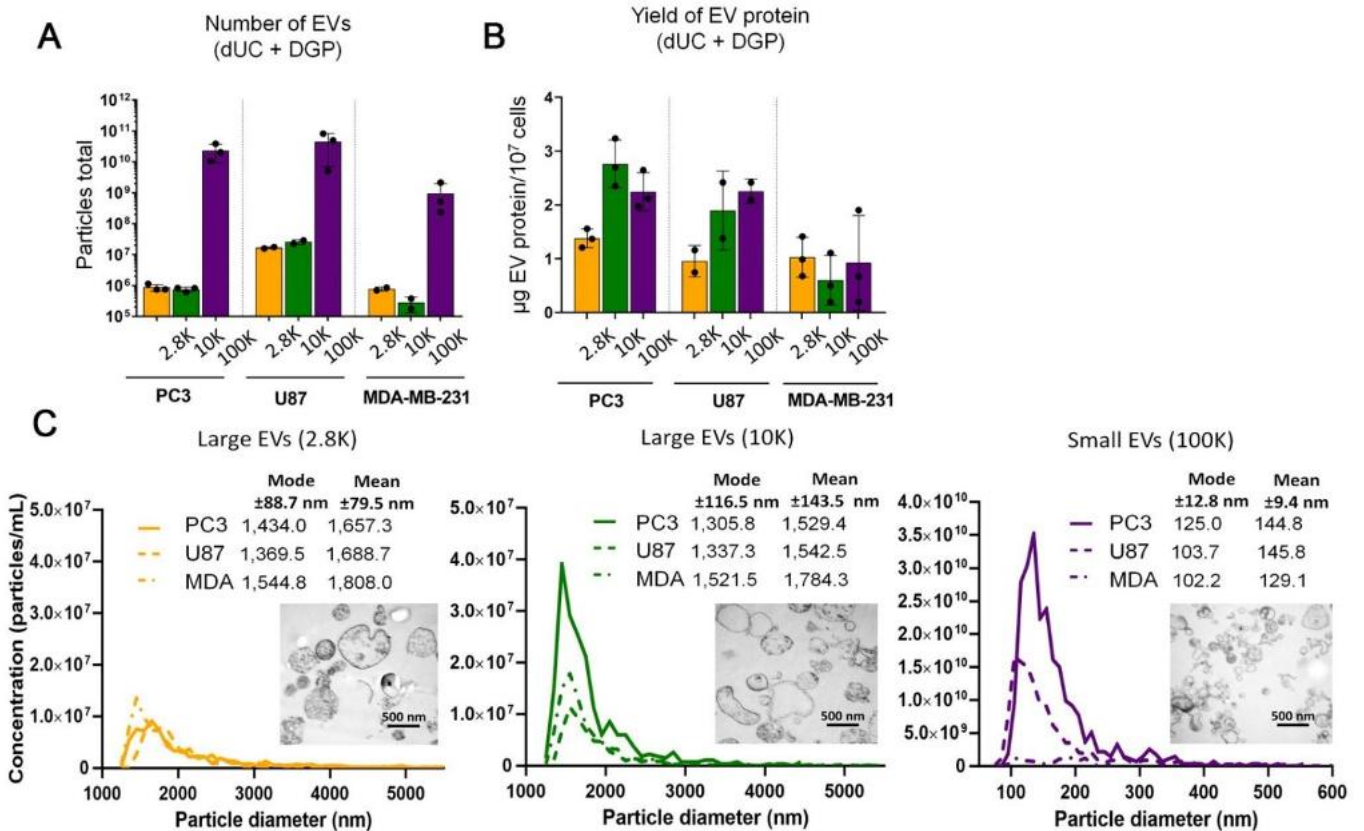 A
Number of EVs
(dUC + DGP)
Particles total
10¹²
10¹¹
10¹⁰
10⁹
10⁸
10⁷
10⁶
10⁵
2.8K 10K 100K 2.8K 10K 100K 2.8K 10K 100K
PC3 U87 MDA-MB-231
B
Yield of EV protein
(dUC + DGP)
µg EV protein/10⁷ cells
4
3
2
1
0
2.8K 10K 100K 2.8K 10K 100K 2.8K 10K 100K
PC3 U87 MDA-MB-231
C
Large EVs (2.8K)
Concentration (particles/mL)
Mode Mean
±88.7 nm ±79.5 nm
PC3 1,434.0 1,657.3
U87 1,369.5 1,688.7
MDA 1,544.8 1,808.0
5.0×10⁷
4.0×10⁷
3.0×10⁷
2.0×10⁷
1.0×10⁷
0
500 nm
1000 2000 3000 4000 5000
Particle diameter (nm)
Large EVs (10K)
Mode Mean
±116.5 nm ±143.5 nm
PC3 1,305.8 1,529.4
U87 1,337.3 1,542.5
MDA 1,521.5 1,784.3
5.0×10⁷
4.0×10⁷
3.0×10⁷
2.0×10⁷
1.0×10⁷
0
500 nm
1000 2000 3000 4000 5000
Particle diameter (nm)
Small EVs (100K)
Mode Mean
±12.8 nm ±9.4 nm
PC3 125.0 144.8
U87 103.7 145.8
MDA 102.2 129.1
4.0×10¹⁰
3.5×10¹⁰
3.0×10¹⁰
2.5×10¹⁰
2.0×10¹⁰
1.5×10¹⁰
1.0×10¹⁰
5.0×10⁹
0
500 nm
100 200 300 400 500 600
Particle diameter (nm)